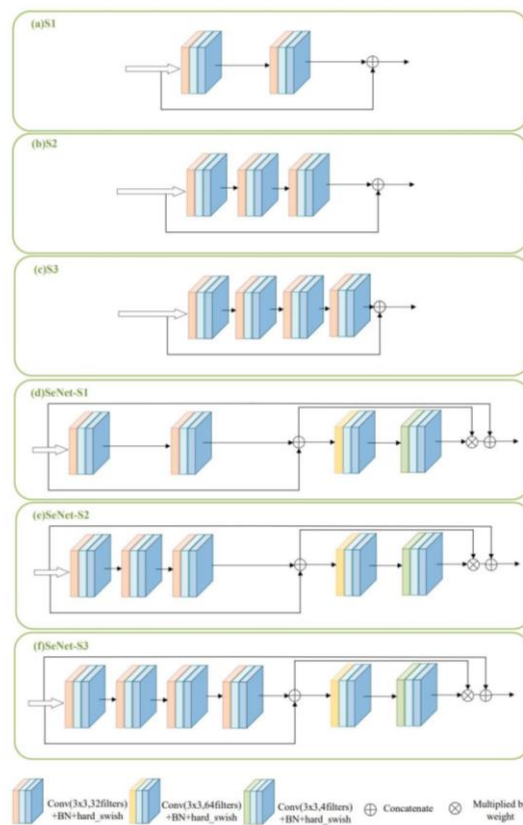 (a)S1
(b)S2
(c)S3
(d)SeNet-S1
(e)SeNet-S2
(f)SeNet-S3
Conv(3x3,32filters)
+BN+hard_swish
Conv(3x3,64filters)
+BN+hard_swish
Conv(3x3,4filters)
+BN+hard_swish
Concatenate
Multiplied b
weight